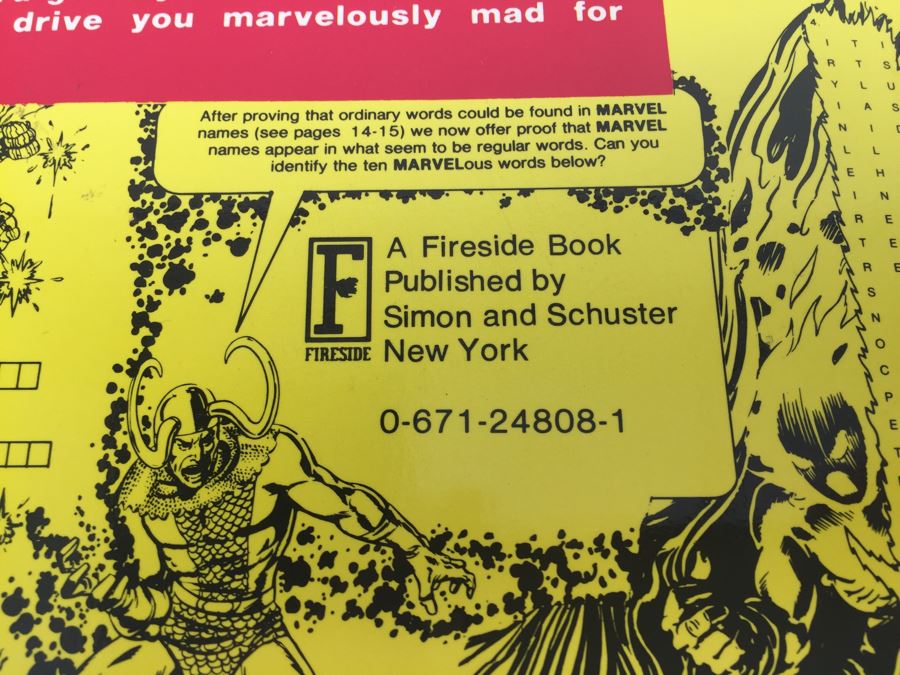 drive you marvelously mad for
After proving that ordinary words could be found in MARVEL
names (see pages 14-15) we now offer proof that MARVEL
names appear in what seem to be regular words. Can you
identify the ten MARVELous words below?
F
FIRESIDE
A Fireside Book
Published by
Simon and Schuster
New York
0-671-24808-1